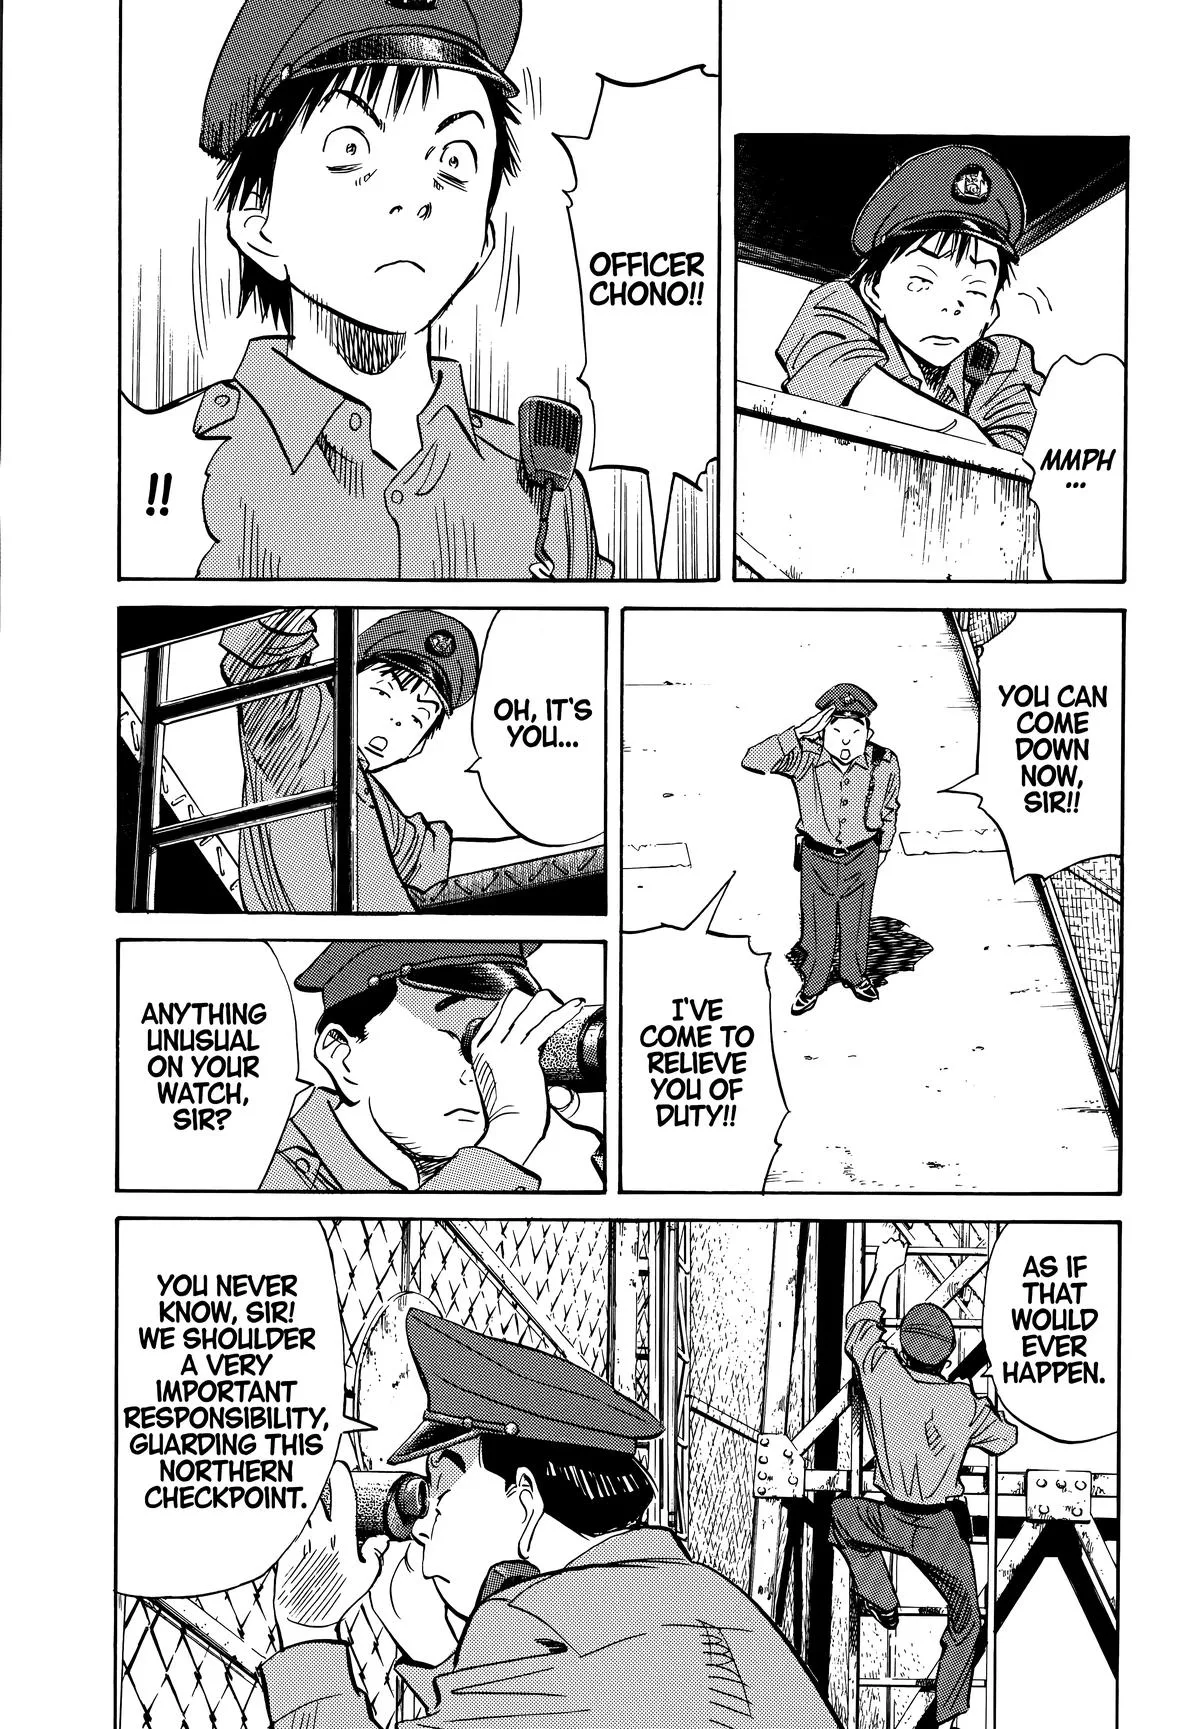 MMPH
...
OFFICER
CHONO!!
!!
YOU CAN
COME
DOWN
NOW,
SIR!!
I'VE
COME TO
RELIEVE
YOU OF
DUTY!!
OH, IT'S
YOU...
ANYTHING
UNUSUAL
ON YOUR
WATCH,
SIR?
AS IF
THAT
WOULD
EVER
HAPPEN.
YOU NEVER
KNOW, SIR!
WE SHOULDER
A VERY
IMPORTANT
RESPONSIBILITY,
GUARDING THIS
NORTHERN
CHECKPOINT.